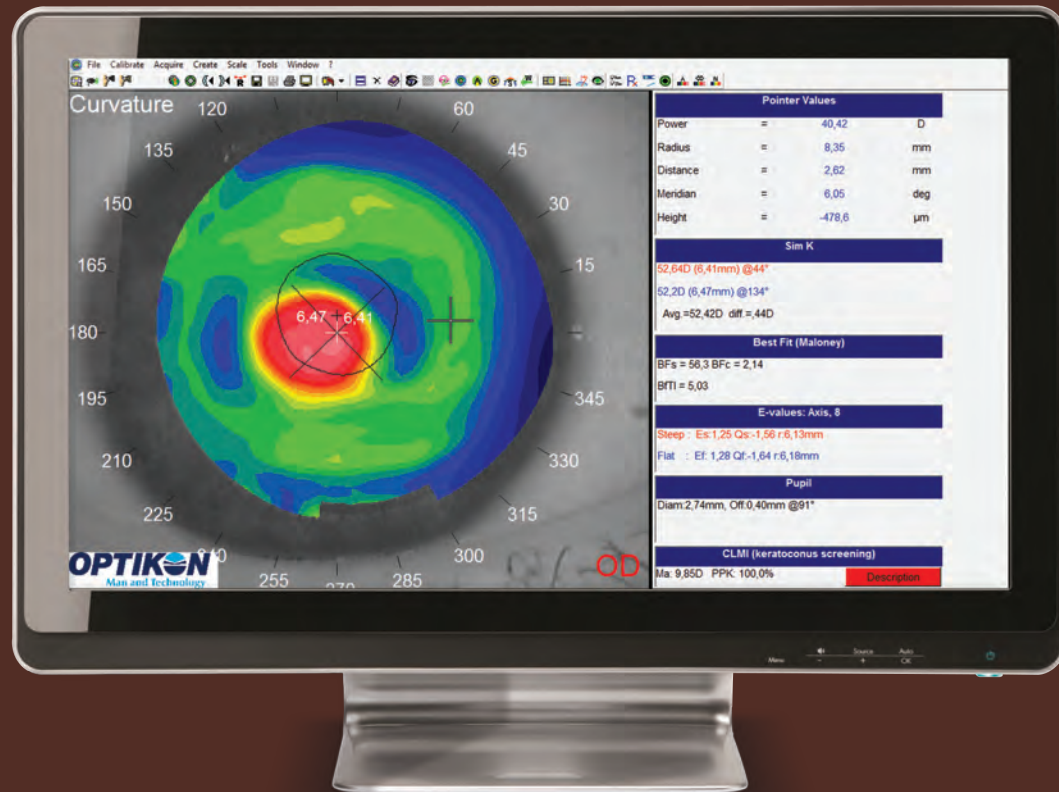 File Calibrate Acquire Create Scale Tools Window ?
Curvature
120
60
135
45
150
30
165
15
180
195
345
210
330
225
315
240
300
255
270
285
6,47
6,41
OD
OPTIKON
Man and Technology
Pointer Values
Power = 40,42 D
Radius = 8,35 mm
Distance = 2,62 mm
Meridian = 6,05 deg
Height = -478,6 µm
Sim K
52,64D (6,41mm) @44°
52,2D (6,47mm) @134°
Avg.=52,42D diff.=,44D
Best Fit (Maloney)
BFs = 56,3 BFc = 2,14
BfTI = 5,03
E-values: Axis, 8
Steep : Es:1,25 Qs:-1,56 r:6,13mm
Flat : Ef: 1,28 Qf:-1,64 r:6,18mm
Pupil
Diam:2,74mm, Off:0,40mm @91°
CLMI (keratoconus screening)
Ma: 9,85D PPK: 100,0%
Description
Menu - Source + Auto OK